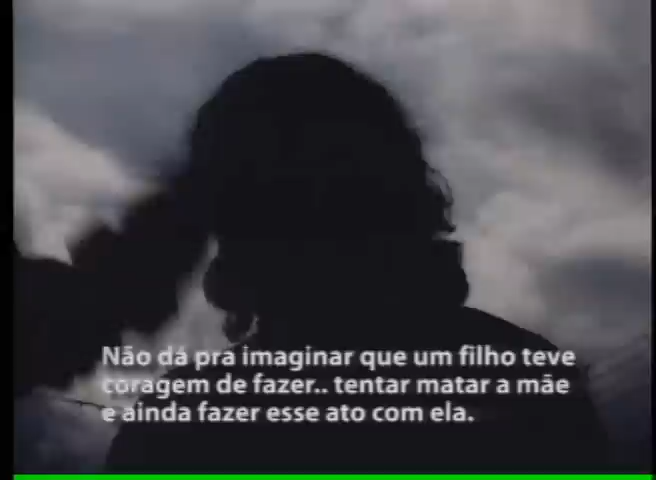 Não dá pra imaginar que um filho teve
coragem de fazer.. tentar matar a mãe
e ainda fazer esse ato com ela.